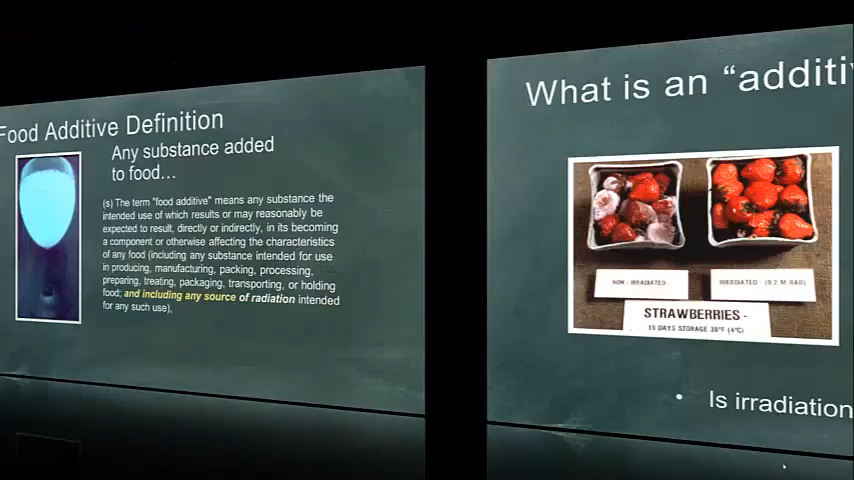 Food Additive Definition
Any substance added
to food…
(s) The term "food additive" means any substance the
intended use of which results or may reasonably be
expected to result, directly or indirectly, in its becoming
a component or otherwise affecting the characteristics
of any food (including any substance intended for use
in producing, manufacturing, packing, processing,
preparing, treating, packaging, transporting, or holding
food; and including any source of radiation intended
for any such use),
What is an “additi
NON - IRRADIATED -
IRRADIATED - (0.2 M RAD)
STRAWBERRIES -
15 DAYS STORAGE 38°F (4°C)
• Is irradiation